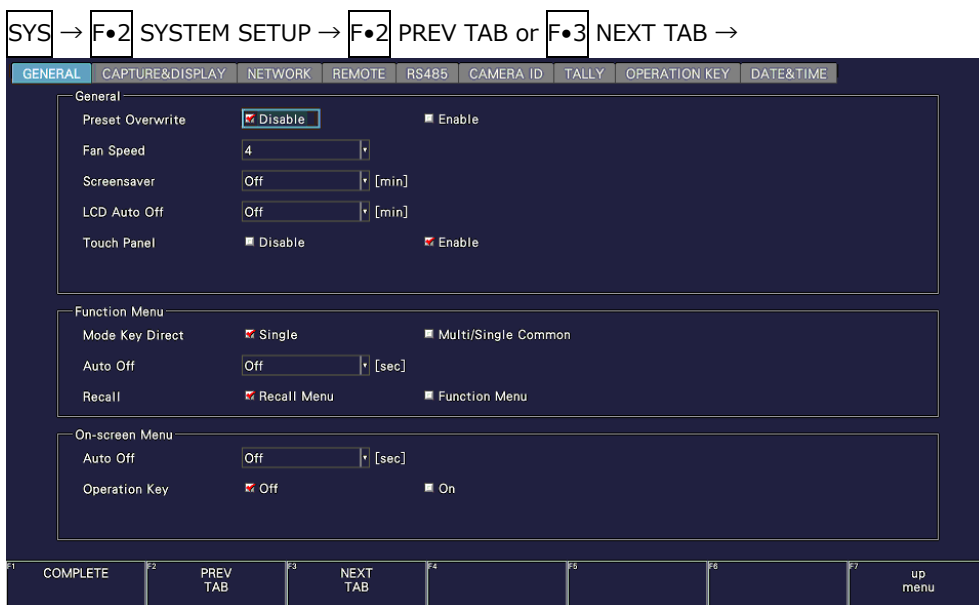 SYS → F•2 SYSTEM SETUP → F•2 PREV TAB or F•3 NEXT TAB →
GENERAL CAPTURE&DISPLAY NETWORK REMOTE RS485 CAMERA ID TALLY OPERATION KEY DATE&TIME
General
Preset Overwrite Disable Enable
Fan Speed 4
Screensaver Off [min]
LCD Auto Off Off [min]
Touch Panel Disable Enable
Function Menu
Mode Key Direct Single Multi/Single Common
Auto Off Off [sec]
Recall Recall Menu Function Menu
On-screen Menu
Auto Off Off [sec]
Operation Key Off On
F1 COMPLETE F2 PREV TAB F3 NEXT TAB F4 F5 F6 F7 up menu